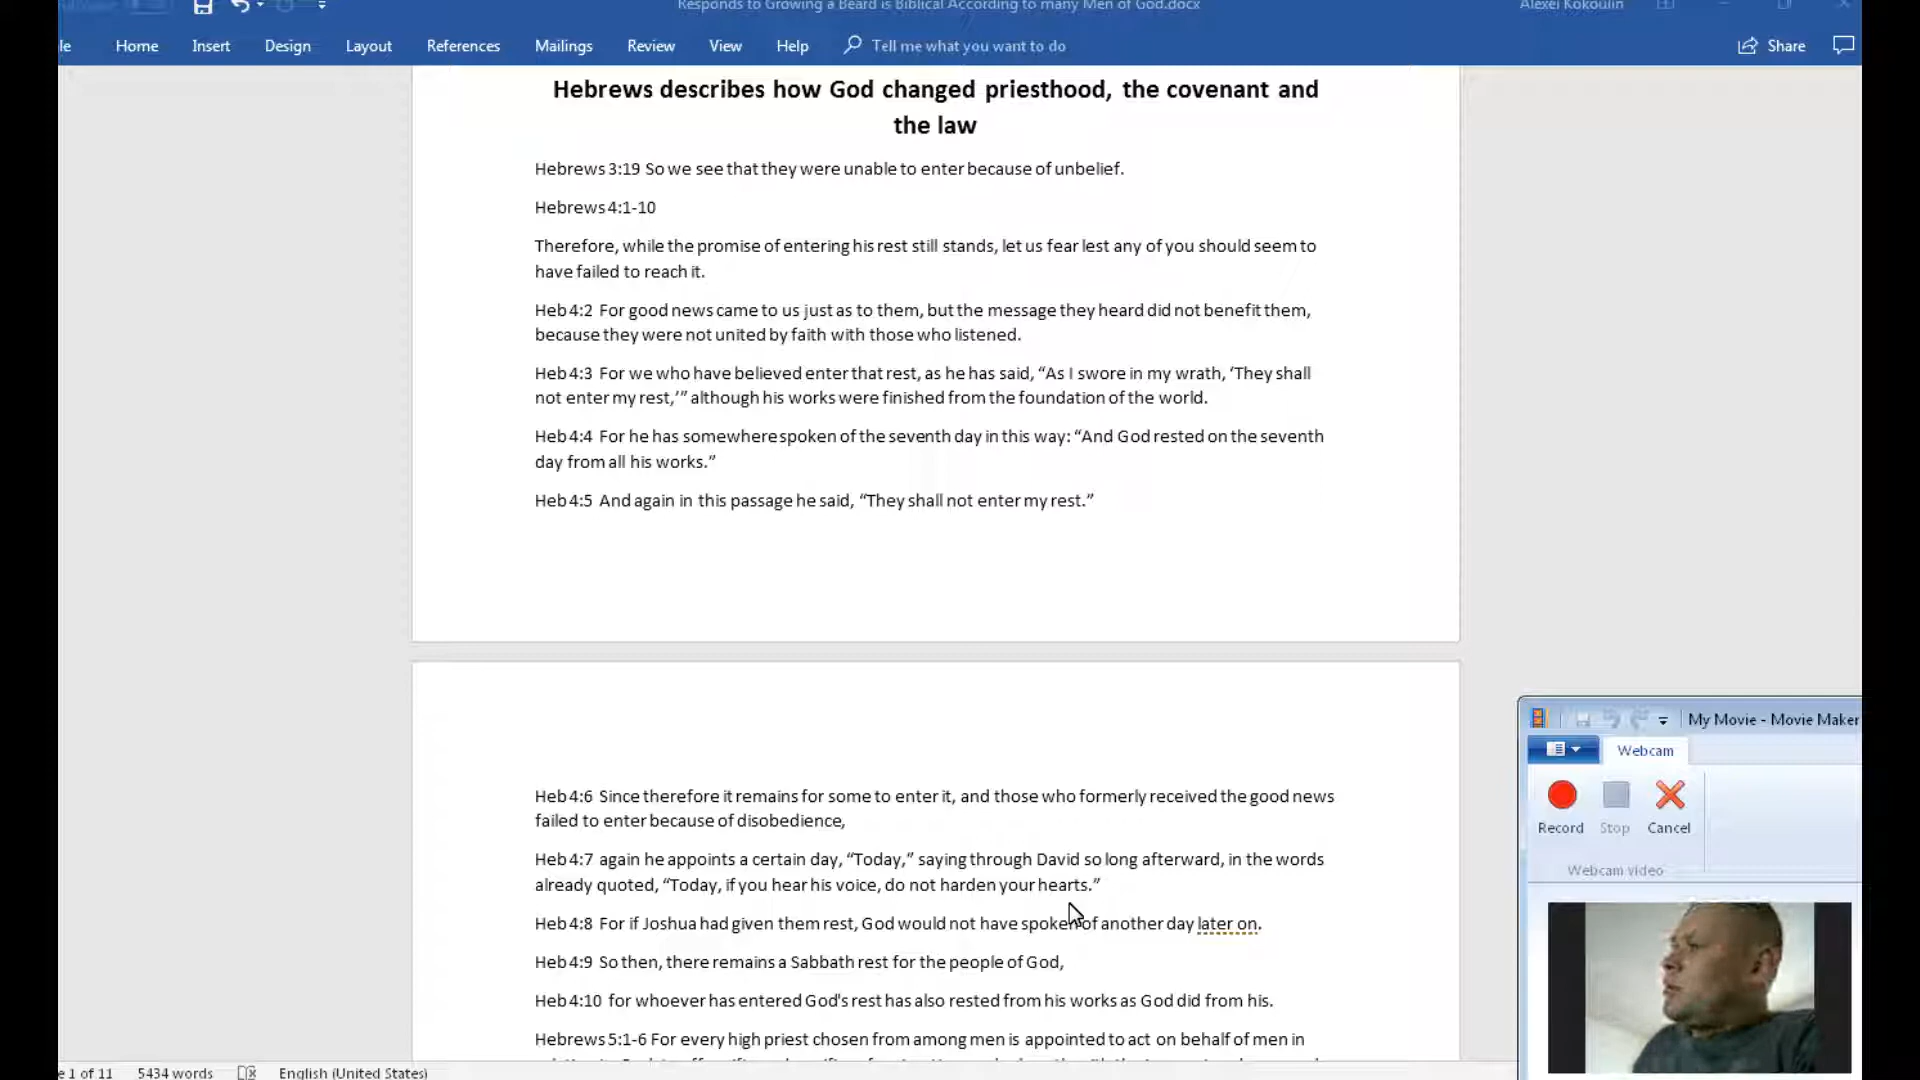 Responds to Growing a Beard is Biblical According to many Men of God.docx
Alexei Kokoulin
le Home Insert Design Layout References Mailings Review View Help Tell me what you want to do Share
Hebrews describes how God changed priesthood, the covenant and
the law
Hebrews 3:19 So we see that they were unable to enter because of unbelief.
Hebrews 4:1-10
Therefore, while the promise of entering his rest still stands, let us fear lest any of you should seem to
have failed to reach it.
Heb 4:2 For good news came to us just as to them, but the message they heard did not benefit them,
because they were not united by faith with those who listened.
Heb 4:3 For we who have believed enter that rest, as he has said, “As I swore in my wrath, ‘They shall
not enter my rest,’” although his works were finished from the foundation of the world.
Heb 4:4 For he has somewhere spoken of the seventh day in this way: “And God rested on the seventh
day from all his works.”
Heb 4:5 And again in this passage he said, “They shall not enter my rest.”
Heb 4:6 Since therefore it remains for some to enter it, and those who formerly received the good news
failed to enter because of disobedience,
Heb 4:7 again he appoints a certain day, “Today,” saying through David so long afterward, in the words
already quoted, “Today, if you hear his voice, do not harden your hearts.”
Heb 4:8 For if Joshua had given them rest, God would not have spoken of another day later on.
Heb 4:9 So then, there remains a Sabbath rest for the people of God,
Heb 4:10 for whoever has entered God's rest has also rested from his works as God did from his.
Hebrews 5:1-6 For every high priest chosen from among men is appointed to act on behalf of men in
e 1 of 11 5434 words English (United States)
My Movie - Movie Maker
Webcam
Record Stop Cancel
Webcam video